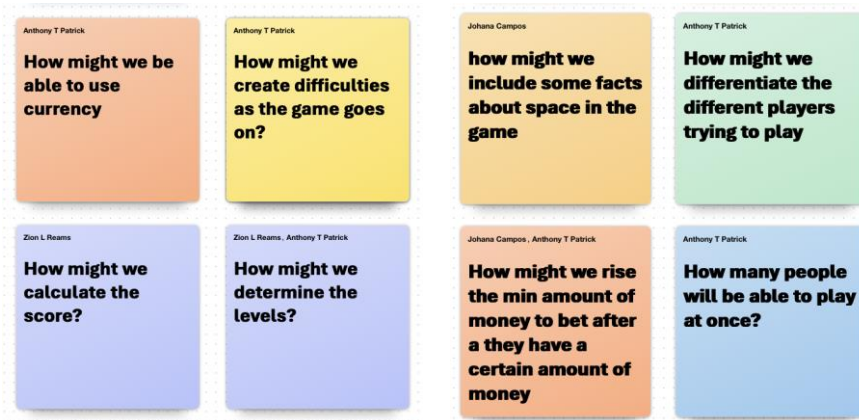 Anthony T Patrick
How might we be
able to use
currency
Anthony T Patrick
How might we
create difficulties
as the game goes
on?
Johana Campos
how might we
include some facts
about space in the
game
Anthony T Patrick
How might we
differentiate the
different players
trying to play
Zion L Reams
How might we
calculate the
score?
Zion L Reams, Anthony T Patrick
How might we
determine the
levels?
Johana Campos, Anthony T Patrick
How might we rise
the min amount of
money to bet after
a they have a
certain amount of
money
Anthony T Patrick
How many people
will be able to play
at once?